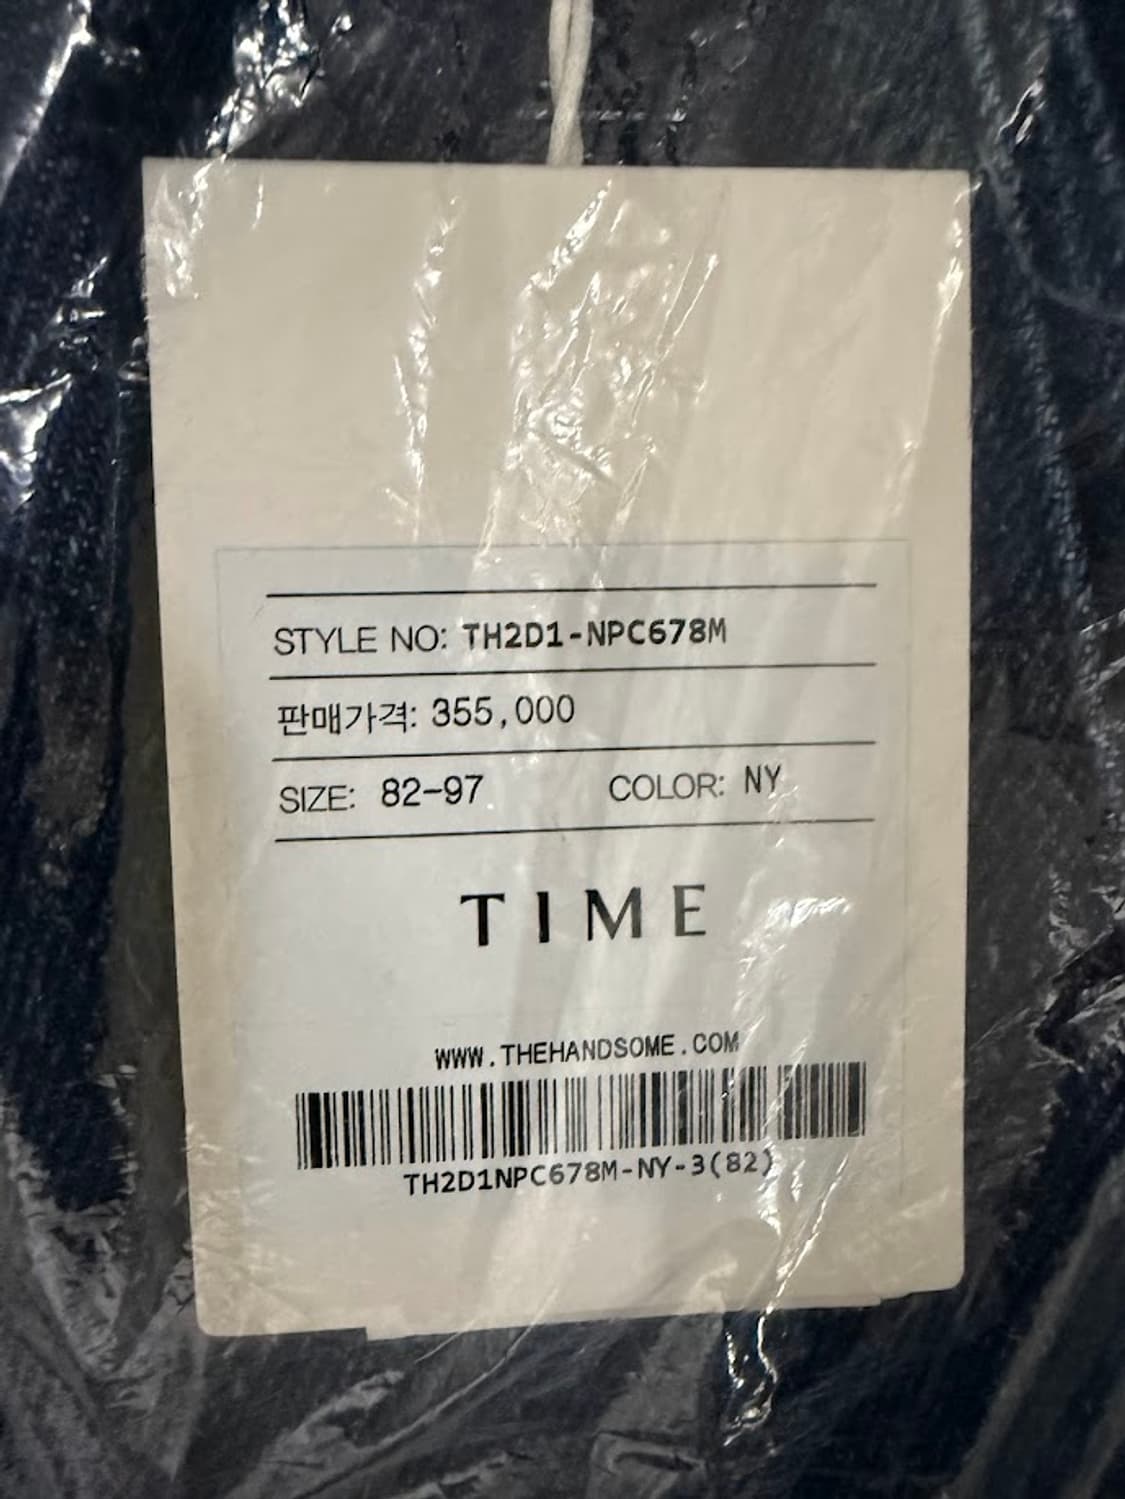 STYLE NO: TH2D1-NPC678M
판매가격: 355,000
SIZE: 82-97 COLOR: NY
TIME
WWW.THEHANDSOME.COM
TH2D1NPC678M-NY-3(82)